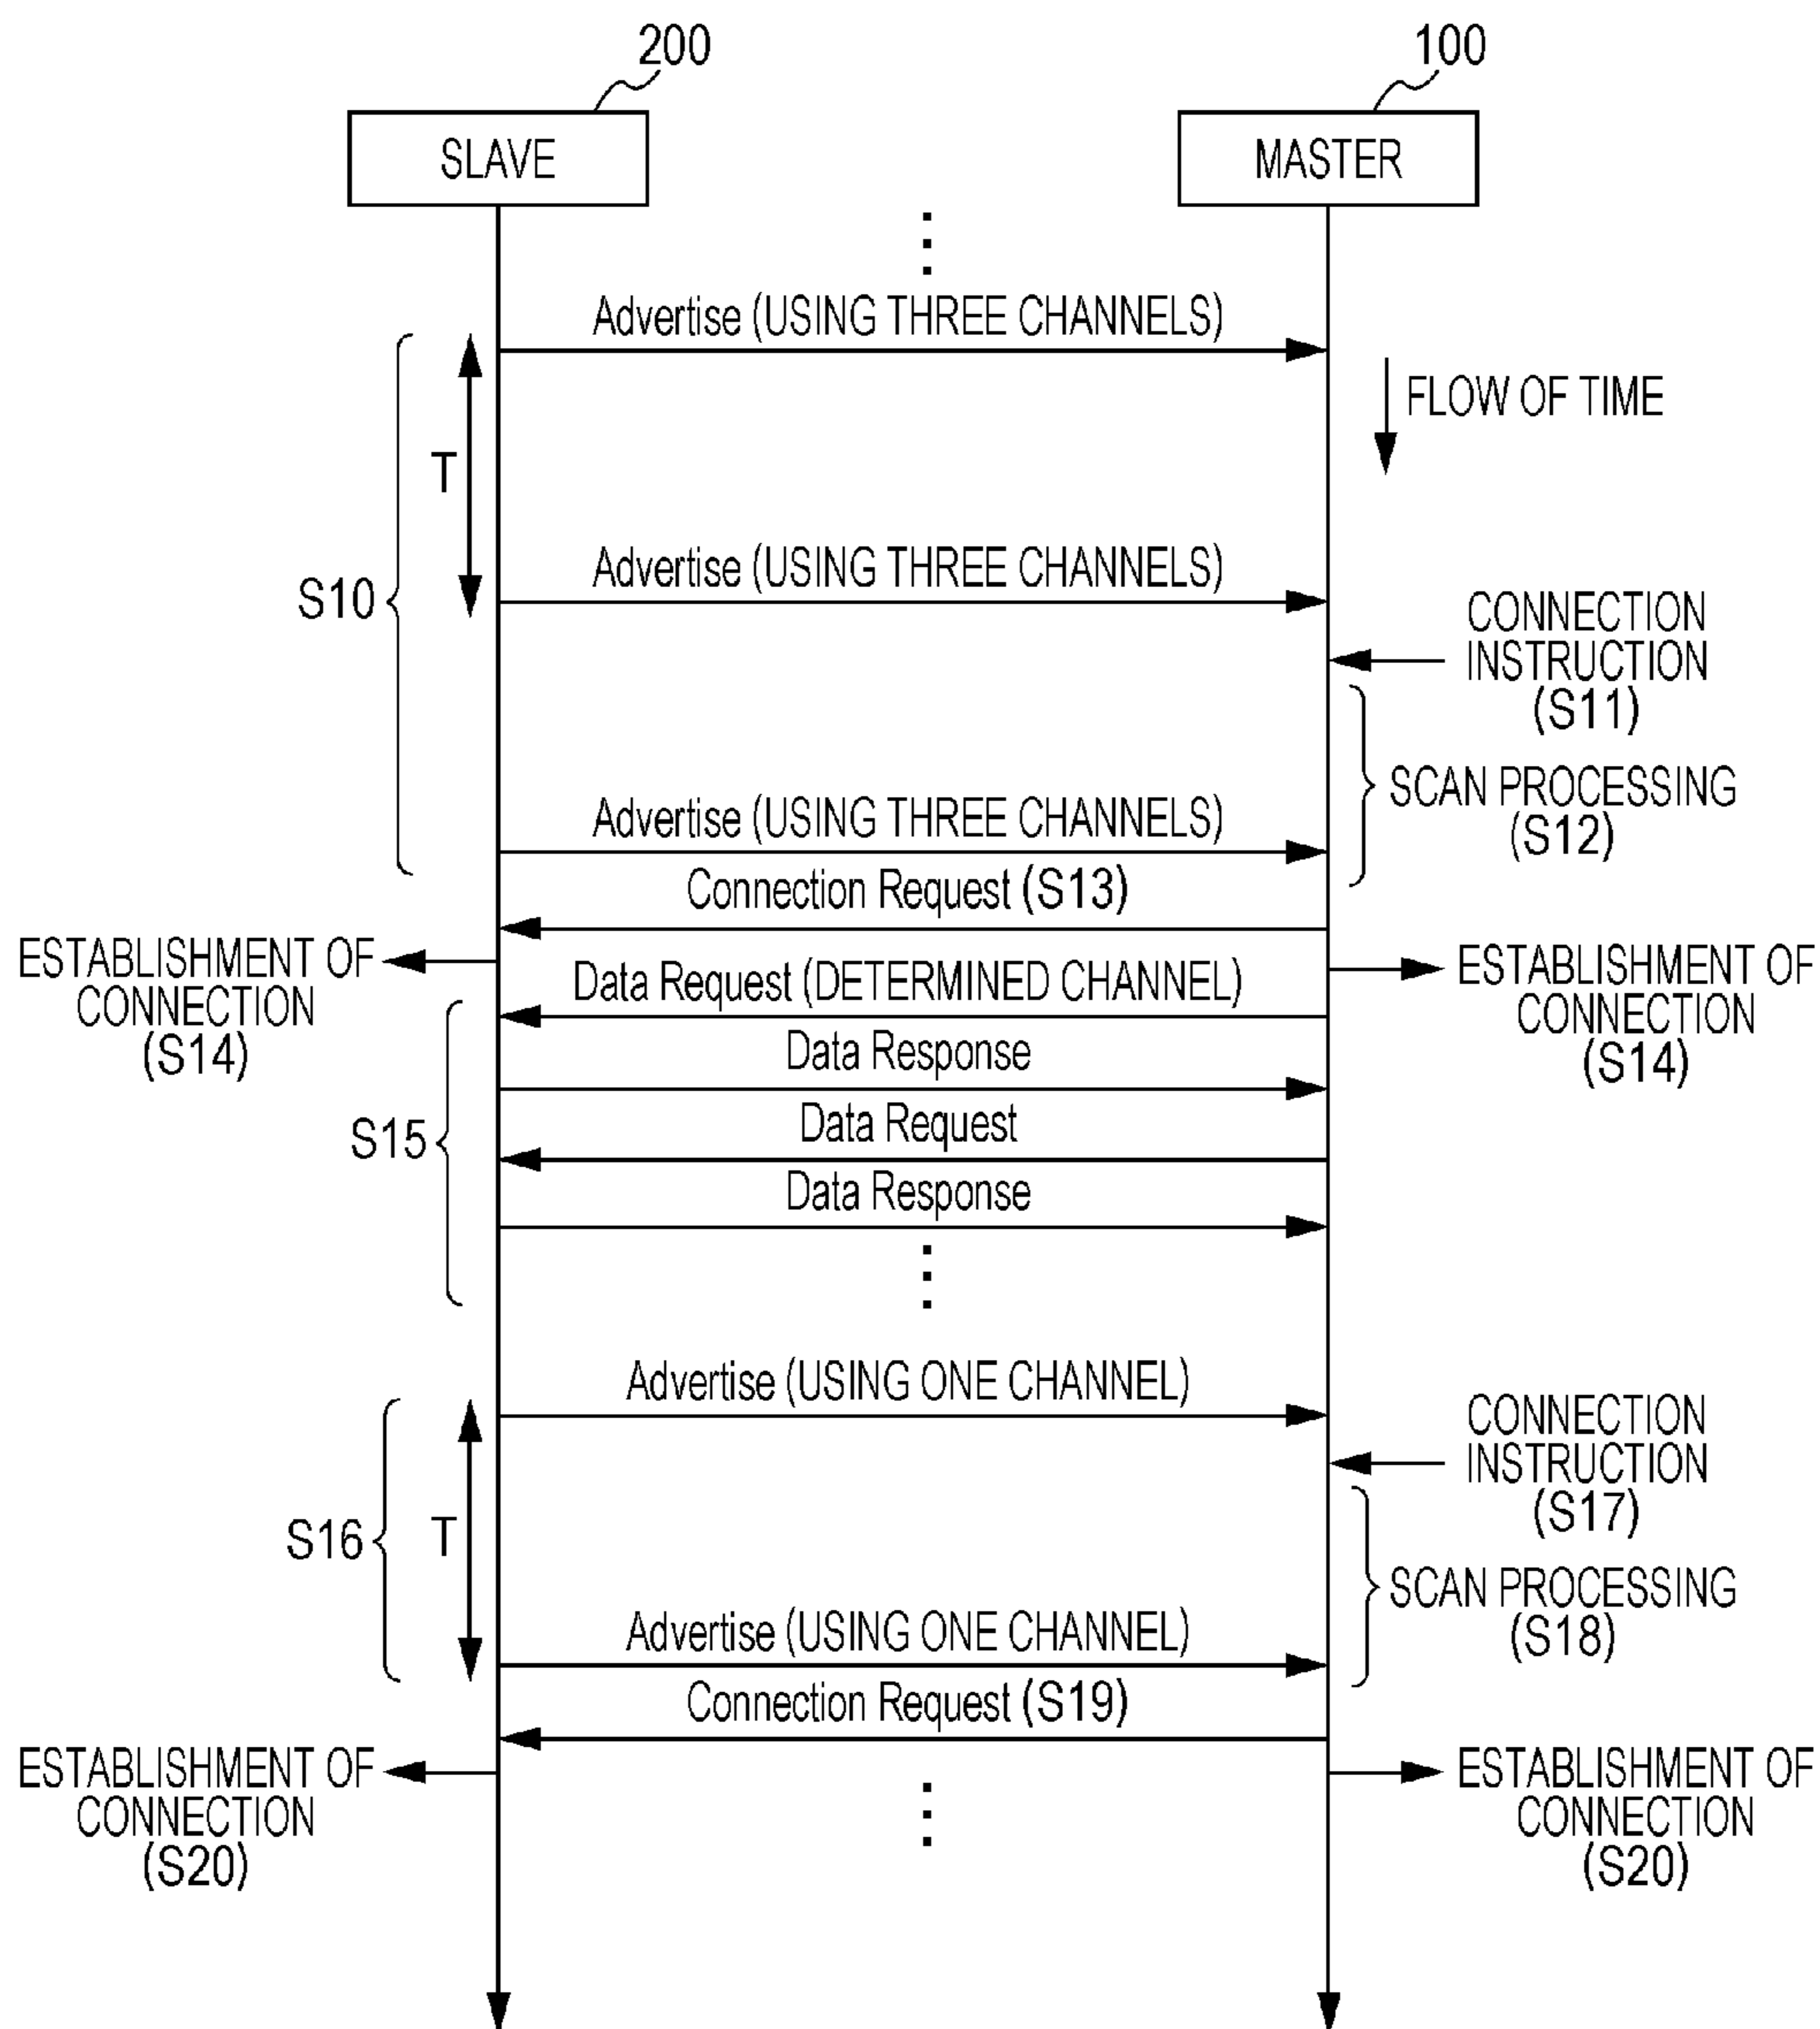 200
100
SLAVE
MASTER
Advertise (USING THREE CHANNELS)
FLOW OF TIME
T
Advertise (USING THREE CHANNELS)
S10
CONNECTION
INSTRUCTION
(S11)
SCAN PROCESSING
(S12)
Advertise (USING THREE CHANNELS)
Connection Request (S13)
ESTABLISHMENT OF
CONNECTION
(S14)
Data Request (DETERMINED CHANNEL)
ESTABLISHMENT OF
CONNECTION
(S14)
Data Response
S15
Data Request
Data Response
Advertise (USING ONE CHANNEL)
CONNECTION
INSTRUCTION
(S17)
S16
T
SCAN PROCESSING
(S18)
Advertise (USING ONE CHANNEL)
Connection Request (S19)
ESTABLISHMENT OF
CONNECTION
(S20)
ESTABLISHMENT OF
CONNECTION
(S20)